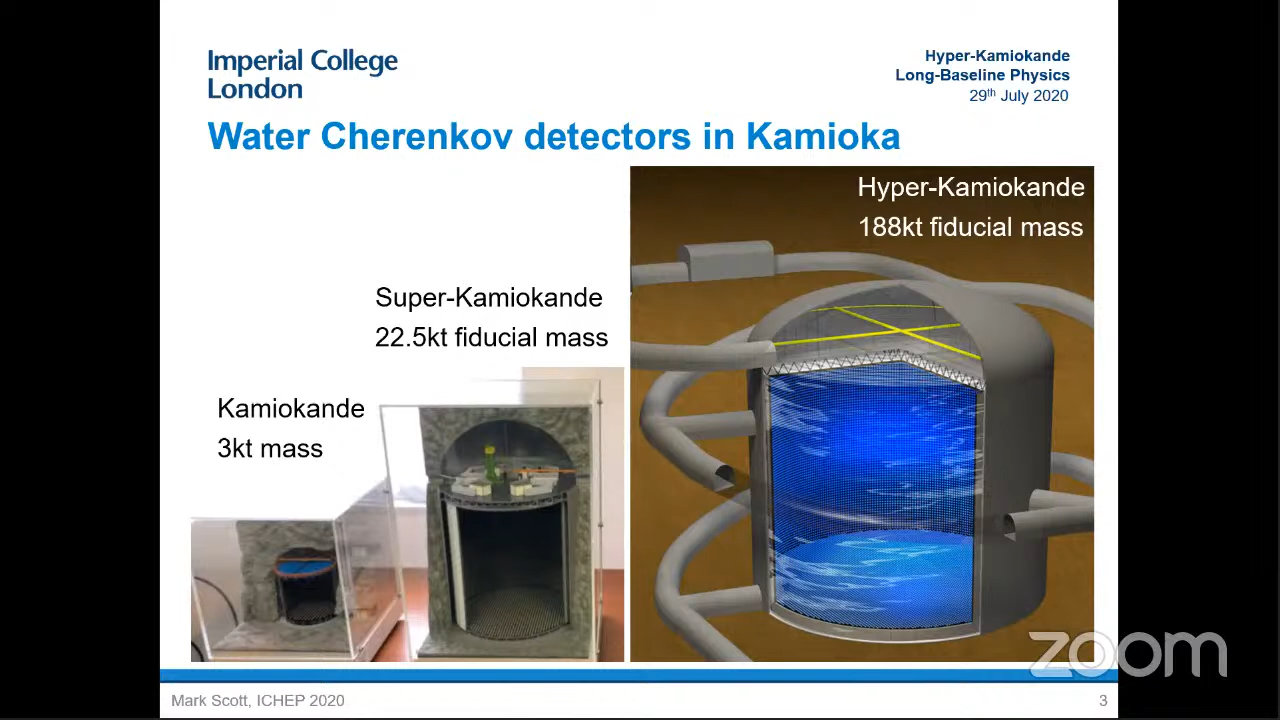 Imperial College
London
Hyper-Kamiokande
Long-Baseline Physics
29th July 2020
Water Cherenkov detectors in Kamioka
Hyper-Kamiokande
188kt fiducial mass
Super-Kamiokande
22.5kt fiducial mass
Kamiokande
3kt mass
zoom
Mark Scott, ICHEP 2020
3